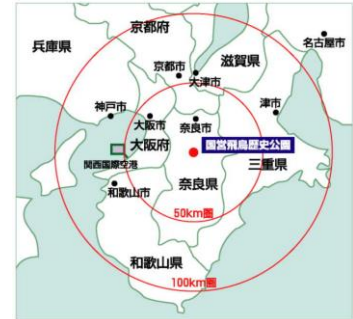 京都府
兵庫県
名古屋市
滋賀県
京都市
大津市
神戸市
津市
大阪市
奈良市
大阪府
国営飛鳥歴史公園
関西国際空港
三重県
奈良県
和歌山市
50km圏
和歌山県
100km圏